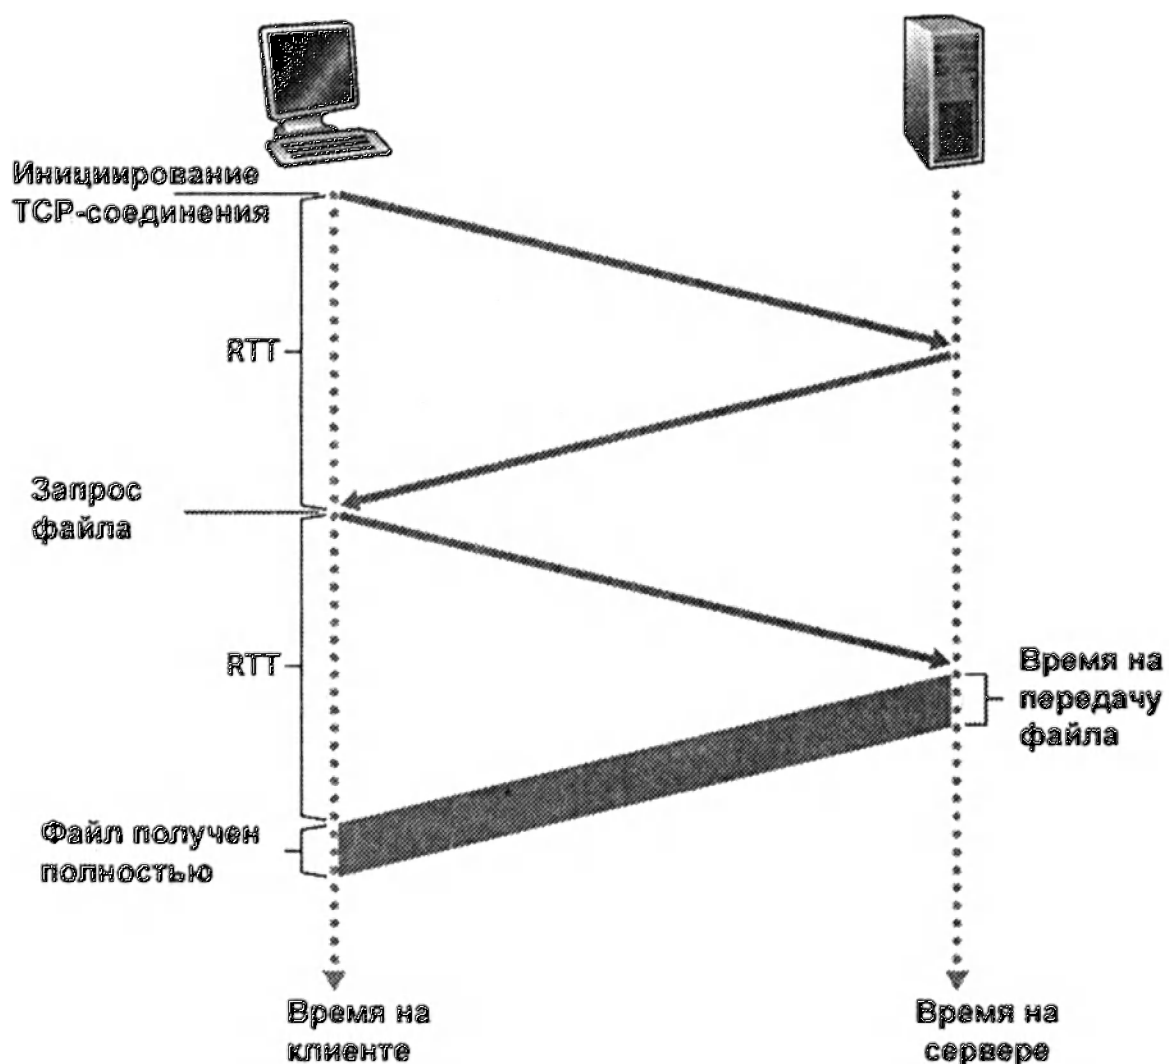 Инициирование
TCP-соединения
RTT
Запрос
файла
RTT
Время на
передачу
файла
Файл получен
полностью
Время на
клиенте
Время на
сервере